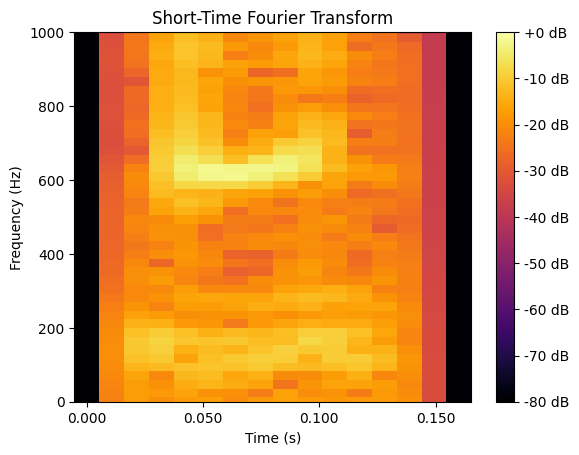 Short-Time Fourier Transform
1000
800
600
400
200
0
Frequency (Hz)
0.000
0.050
0.100
0.150
Time (s)
+0 dB
-10 dB
-20 dB
-30 dB
-40 dB
-50 dB
-60 dB
-70 dB
-80 dB